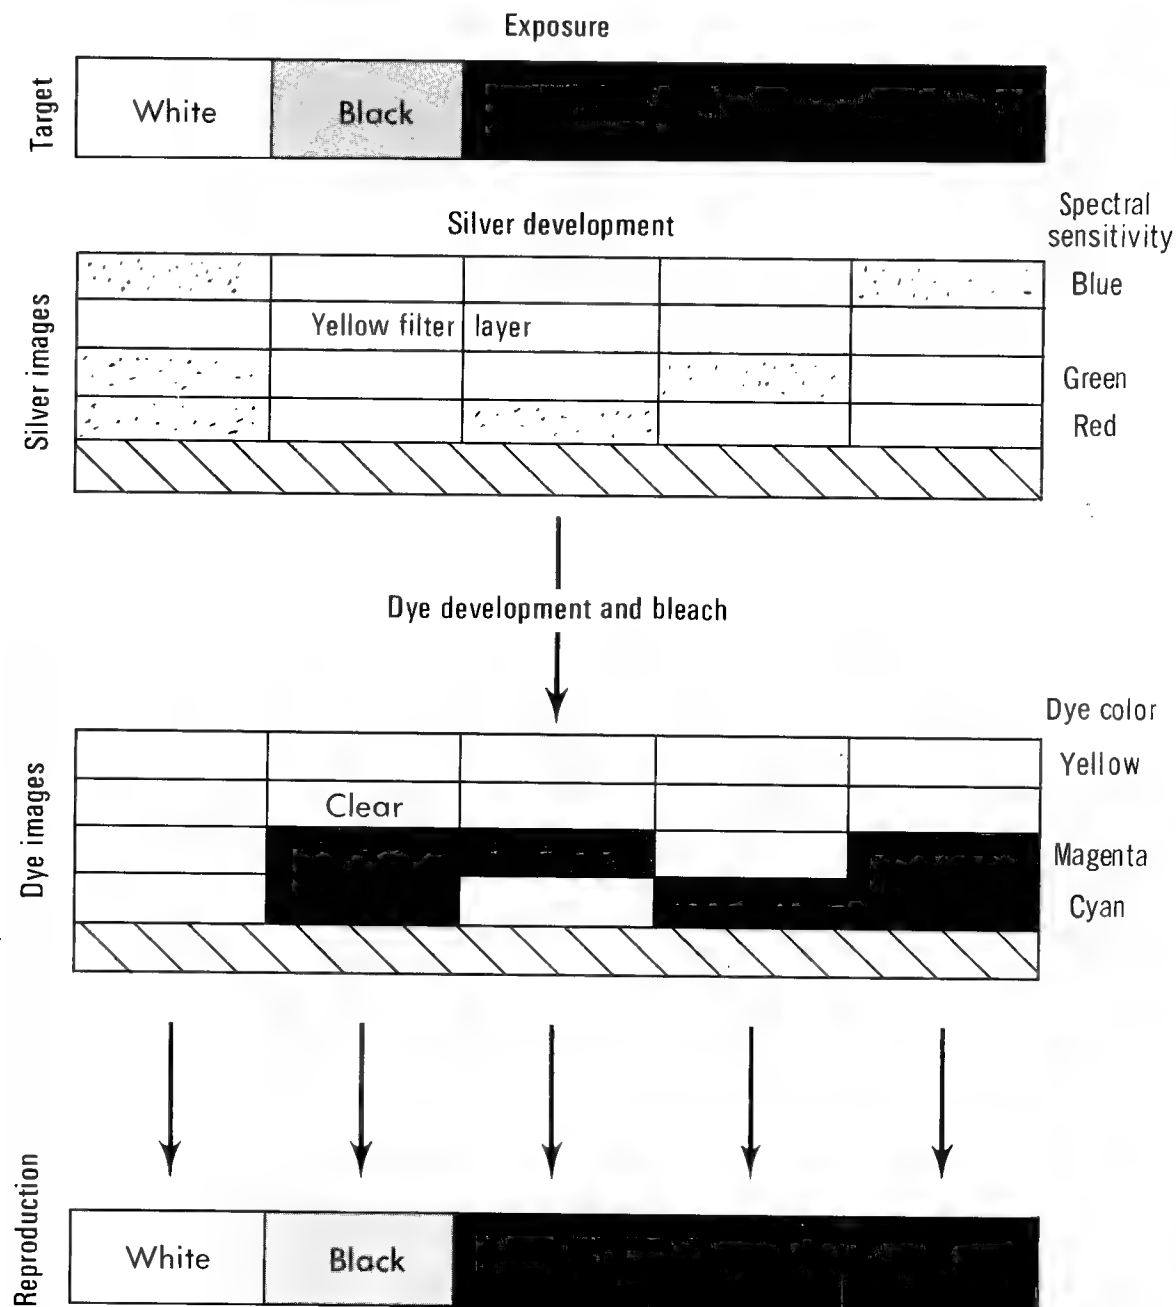 Exposure
Target
White
Black
Silver development
Spectral
sensitivity
Silver images
Blue
Yellow filter layer
Green
Red
Dye development and bleach
Dye color
Dye images
Yellow
Clear
Magenta
Cyan
Reproduction
White
Black